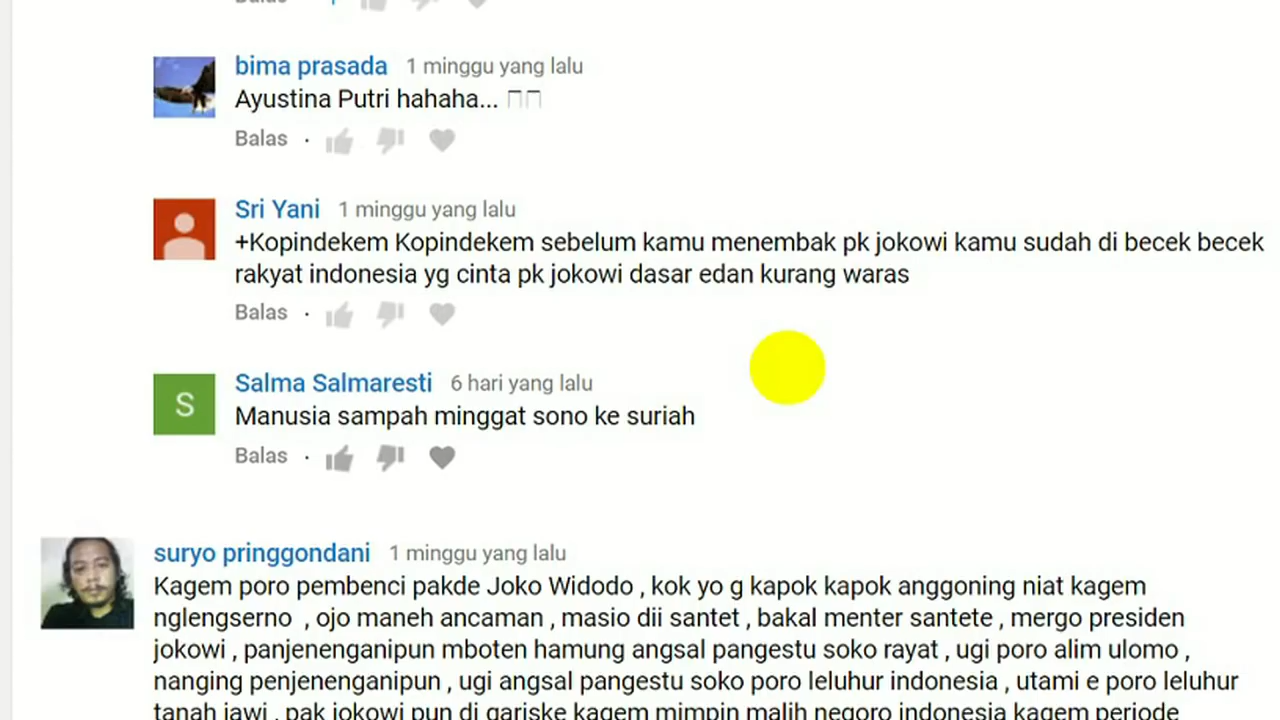 Balas
bima prasada 1 minggu yang lalu
Ayustina Putri hahaha...
Balas ·
Sri Yani 1 minggu yang lalu
+Kopindekem Kopindekem sebelum kamu menembak pk jokowi kamu sudah di becek becek
rakyat indonesia yg cinta pk jokowi dasar edan kurang waras
Balas ·
S
Salma Salmaresti 6 hari yang lalu
Manusia sampah minggat sono ke suriah
Balas ·
suryo pringgondani 1 minggu yang lalu
Kagem poro pembenci pakde Joko Widodo , kok yo g kapok kapok anggoning niat kagem
nglengserno , ojo maneh ancaman , masio dii santet , bakal menter santete , mergo presiden
jokowi , panjenenganipun mboten hamung angsal pangestu soko rayat , ugi poro alim ulomo ,
nanging penjenenganipun , ugi angsal pangestu soko poro leluhur indonesia , utami e poro leluhur
tanah jawi , pak jokowi pun di gariske kagem mimpin malih negoro indonesia kagem periode